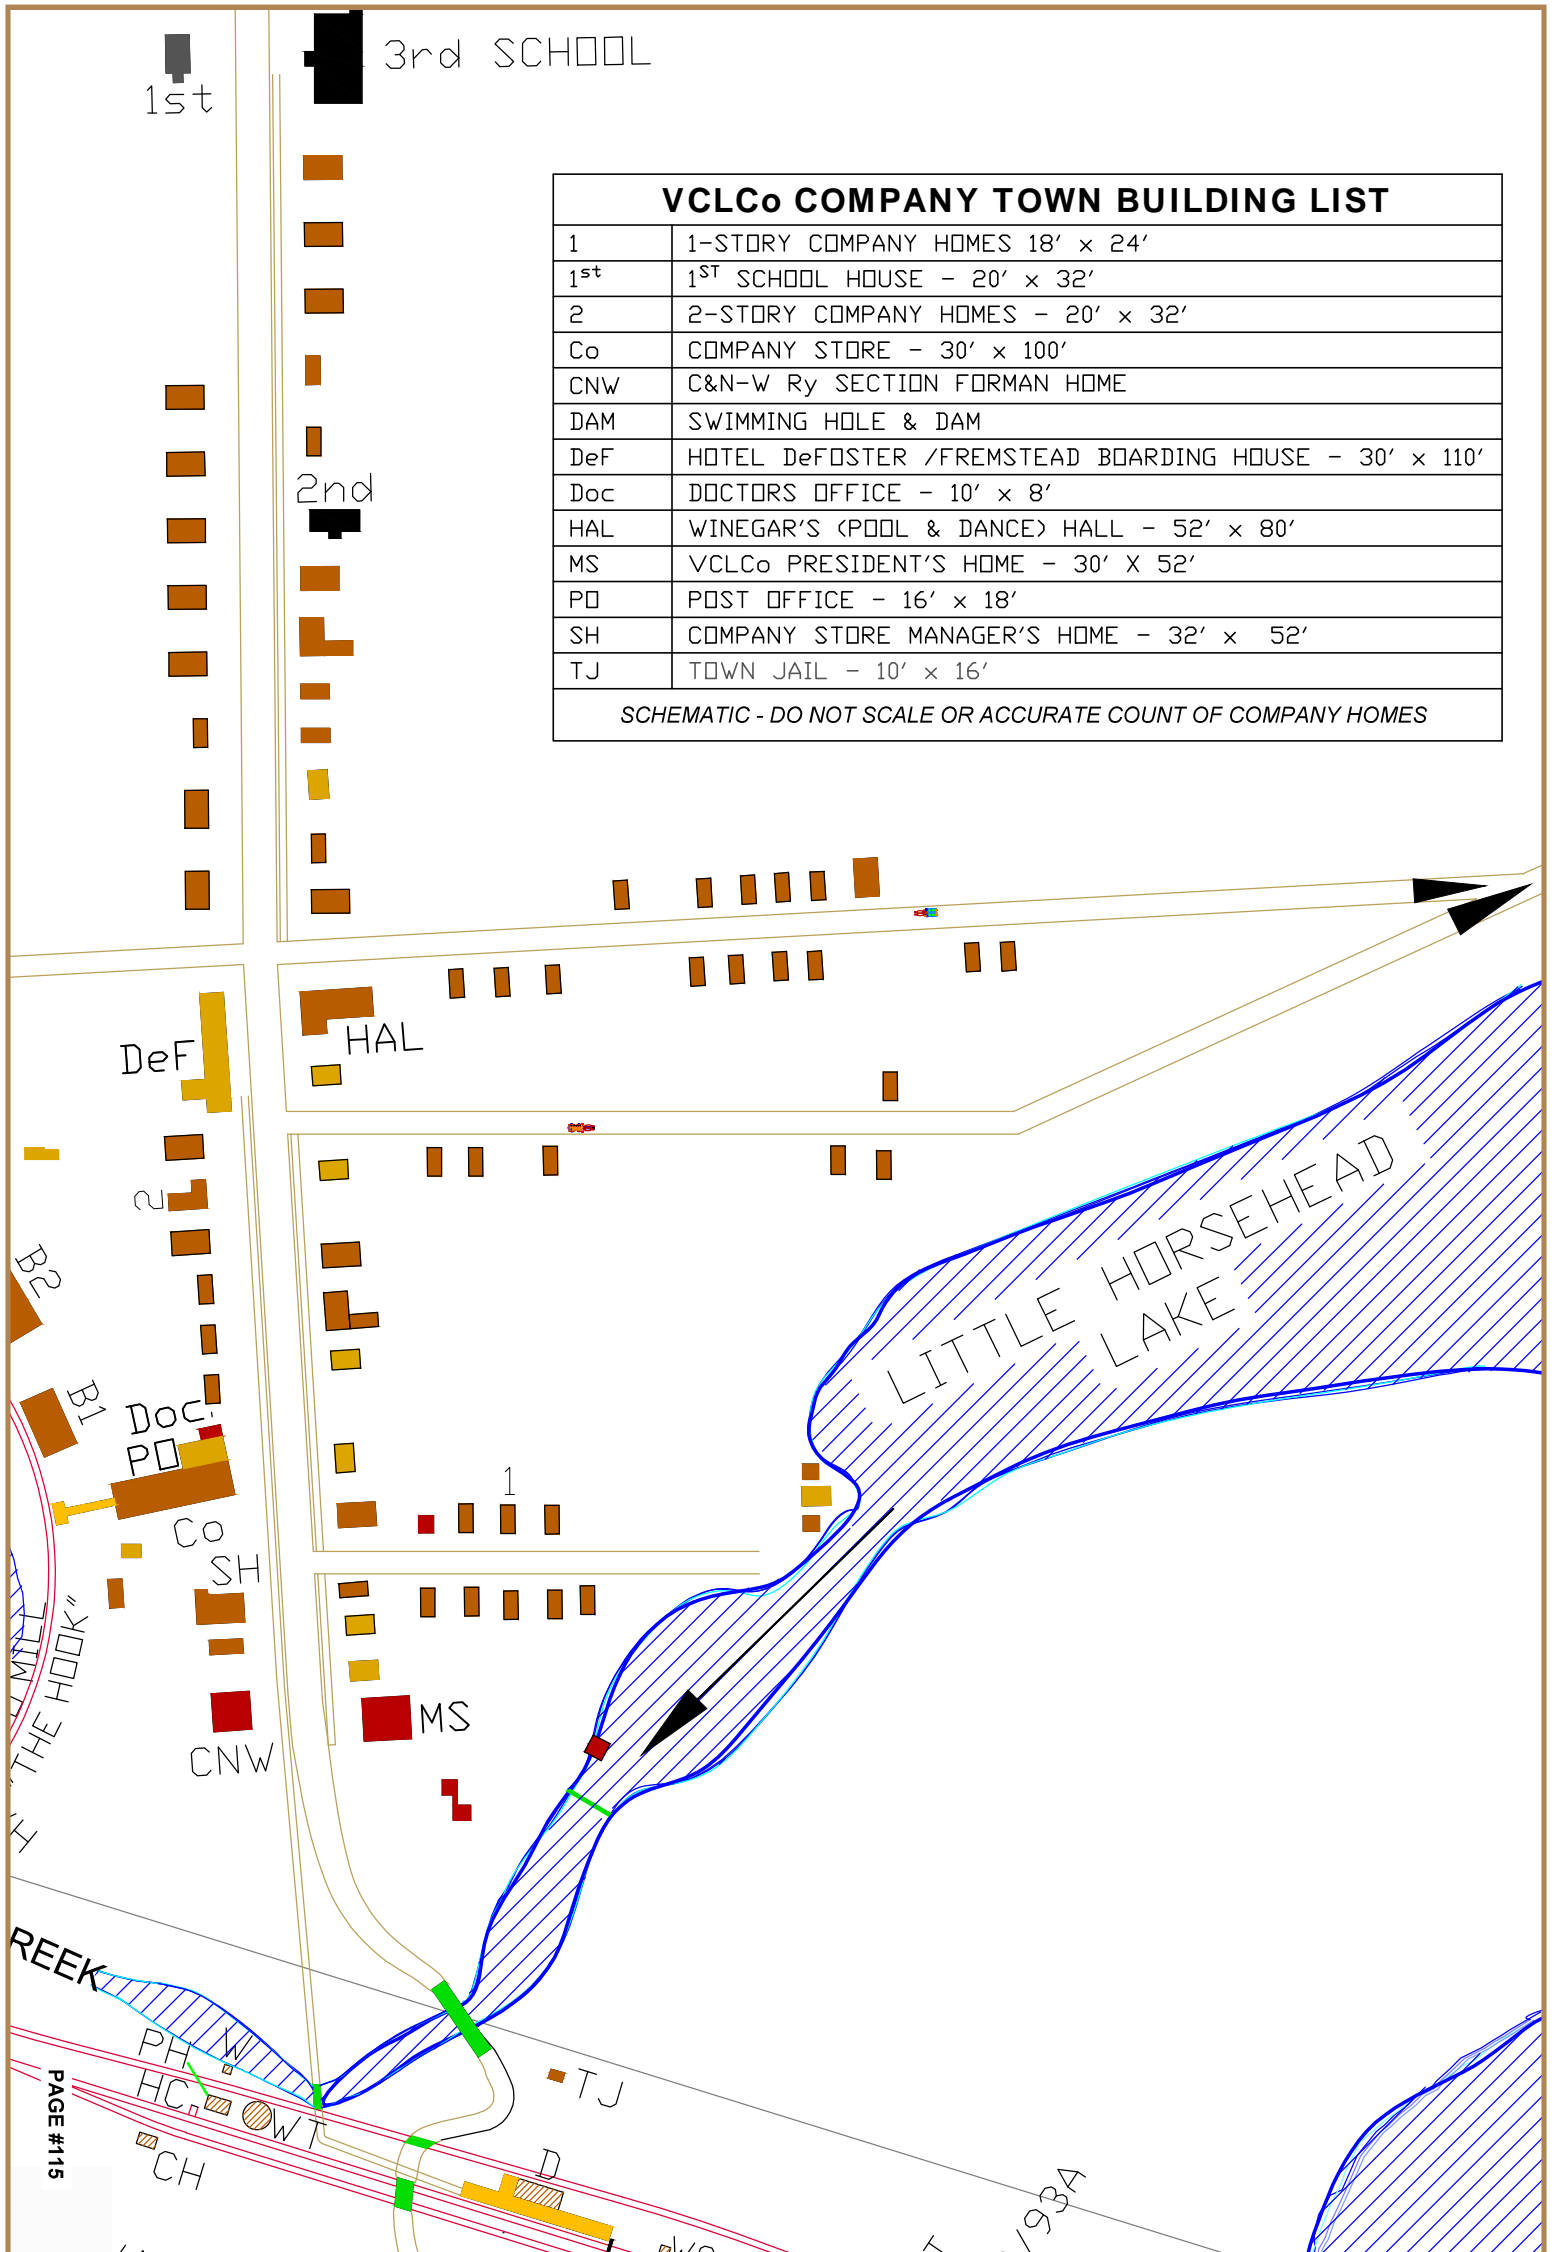 1st
3rd SCHOOL
VCLCo COMPANY TOWN BUILDING LIST
1 1-STORY COMPANY HOMES 18' x 24'
1st 1ST SCHOOL HOUSE - 20' x 32'
2 2-STORY COMPANY HOMES - 20' x 32'
Co COMPANY STORE - 30' x 100'
CNW C&N-W Ry SECTION FORMAN HOME
DAM SWIMMING HOLE & DAM
DeF HOTEL DeFOSTER /FREMSTEAD BOARDING HOUSE - 30' x 110'
Doc DOCTORS OFFICE - 10' x 8'
HAL WINEGAR'S (POOL & DANCE) HALL - 52' x 80'
MS VCLCo PRESIDENT'S HOME - 30' X 52'
PO POST OFFICE - 16' x 18'
SH COMPANY STORE MANAGER'S HOME - 32' x 52'
TJ TOWN JAIL - 10' x 16'
SCHEMATIC - DO NOT SCALE OR ACCURATE COUNT OF COMPANY HOMES
2nd
HAL
DeF
2
B2
LITTLE HORSEHEAD
LAKE
B1
Doc.
PO
1
Co
SH
MILL
"THE HOOK"
MS
CNW
H
REEK
PH
W
HC
WT
TJ
CH
D
PAGE #115
/93A